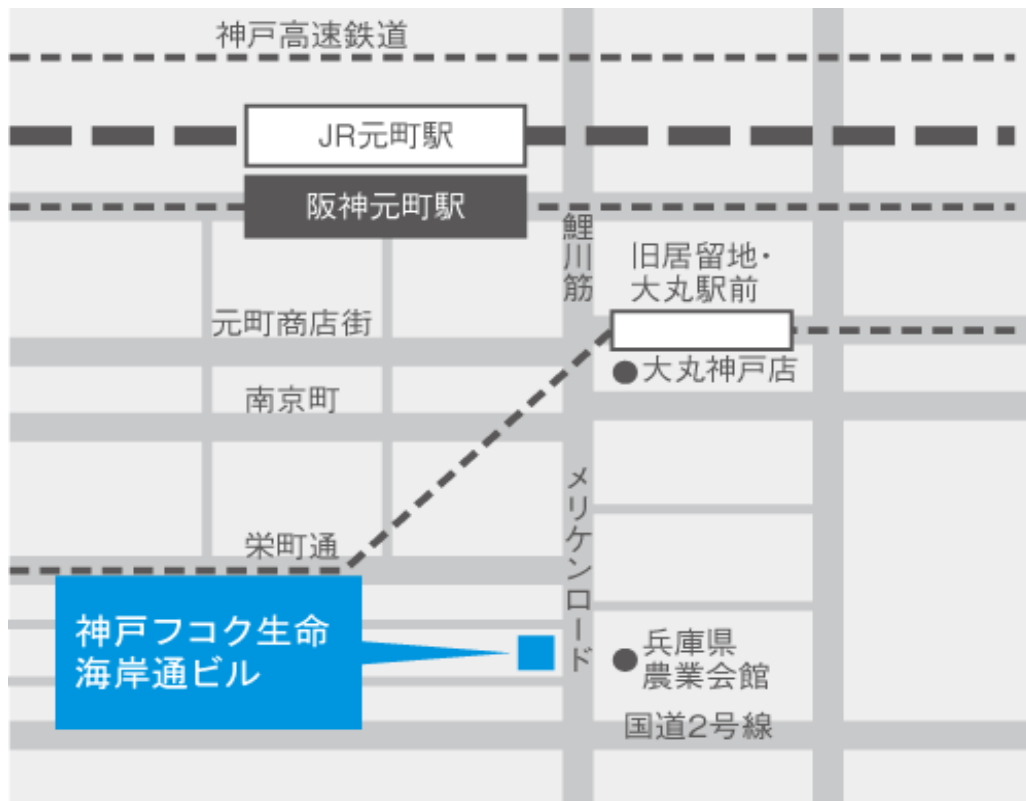 神戸高速鉄道
JR元町駅
阪神元町駅
鯉川筋
旧居留地・
大丸駅前
元町商店街
大丸神戸店
南京町
メリケンロード
栄町通
神戸フコク生命
海岸通ビル
兵庫県
農業会館
国道2号線